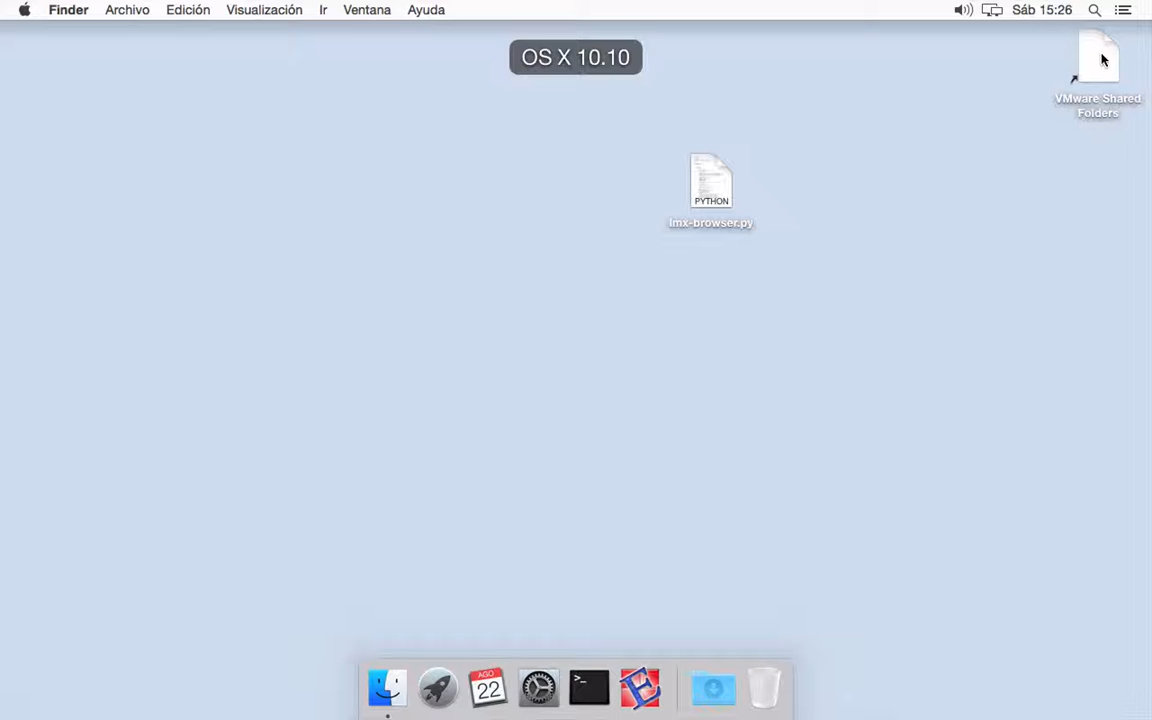 Finder Archivo Edición Visualización Ir Ventana Ayuda Sáb 15:26
OS X 10.10
VMware Shared
Folders
PYTHON
lmx-browser.py
AGO
22
>_
E